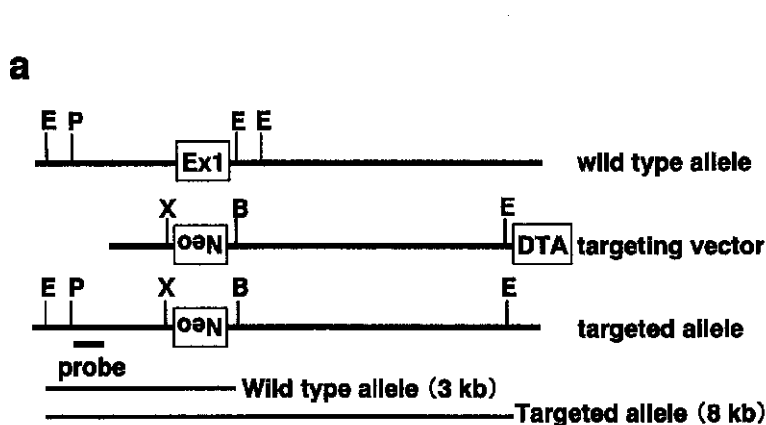 a
E P E E
Ex1 wild type allele
X B E
Neo DTA targeting vector
E P X B E
Neo targeted allele
probe
Wild type allele (3 kb)
Targeted allele (8 kb)